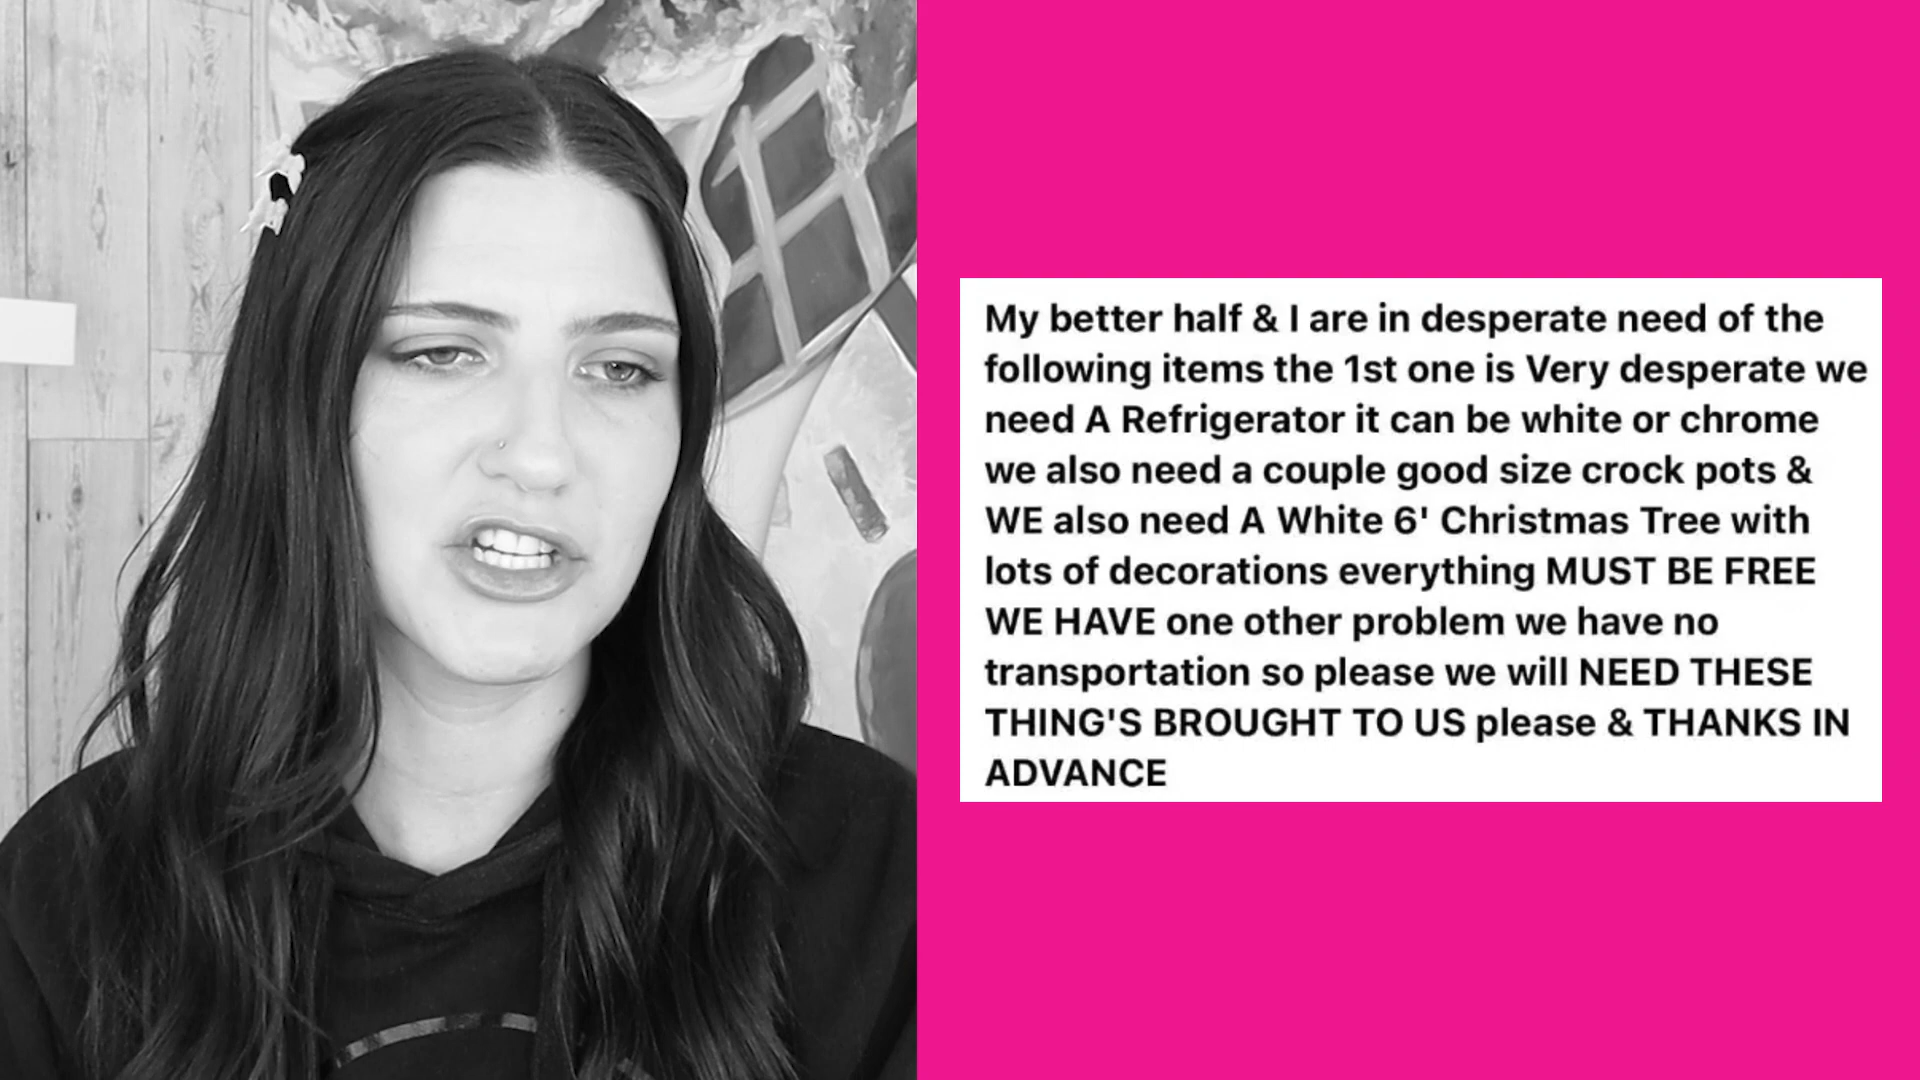 My better half & I are in desperate need of the
following items the 1st one is Very desperate we
need A Refrigerator it can be white or chrome
we also need a couple good size crock pots &
WE also need A White 6' Christmas Tree with
lots of decorations everything MUST BE FREE
WE HAVE one other problem we have no
transportation so please we will NEED THESE
THING'S BROUGHT TO US please & THANKS IN
ADVANCE